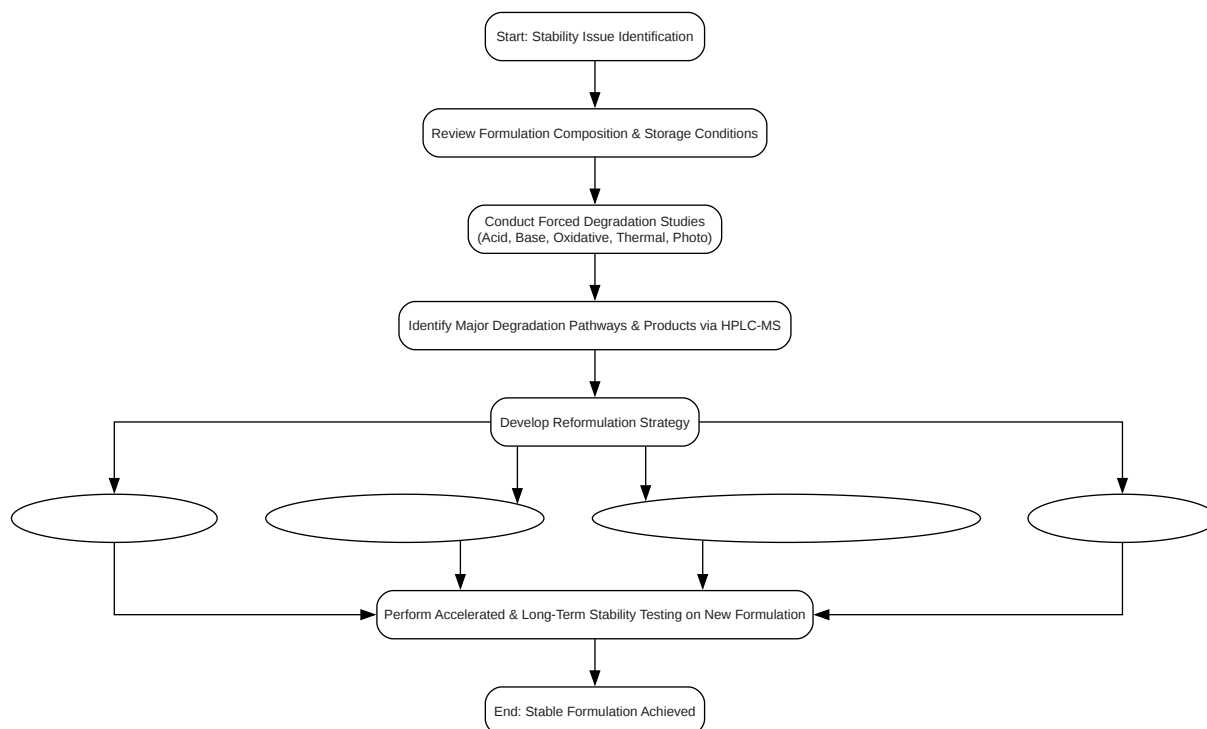 Start: Stability Issue Identification
Review Formulation Composition & Storage Conditions
Conduct Forced Degradation Studies
(Acid, Base, Oxidative, Thermal, Photo)
Identify Major Degradation Pathways & Products via HPLC-MS
Develop Reformulation Strategy
Perform Accelerated & Long-Term Stability Testing on New Formulation
End: Stable Formulation Achieved